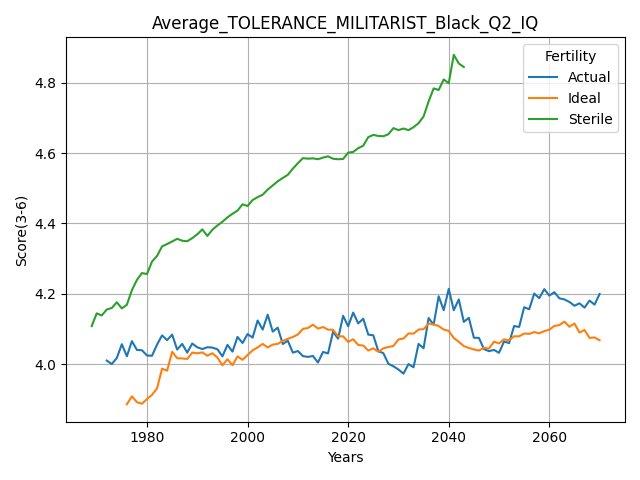 Average_TOLERANCE_MILITARIST_Black_Q2_IQ
Fertility
Actual
Ideal
Sterile
Score(3-6)
4.8
4.6
4.4
4.2
4.0
1980 2000 2020 2040 2060
Years